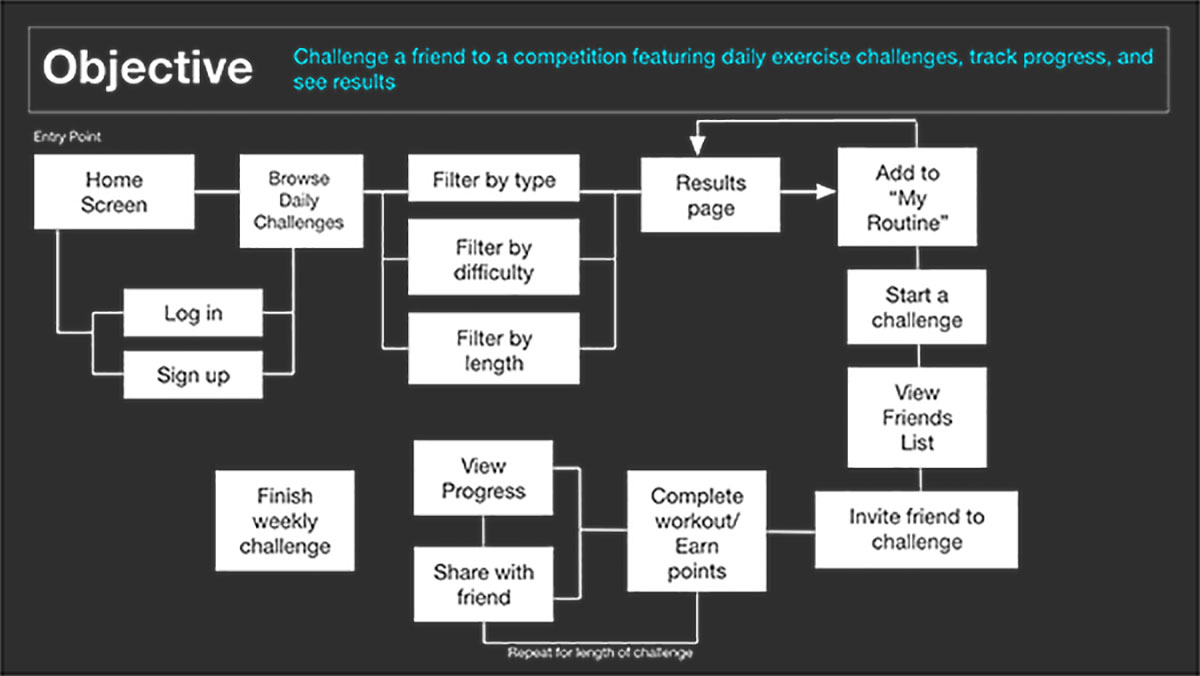 Objective
Challenge a friend to a competition featuring daily exercise challenges, track progress, and
see results
Entry Point
Home
Screen
Browse
Daily
Challenges
Filter by type
Results
page
Add to
“My
Routine”
Filter by
difficulty
Log in
Sign up
Filter by
length
Start a
challenge
View
Friends
List
View
Progress
Finish
weekly
challenge
Complete
workout/
Earn
points
Invite friend to
challenge
Share with
friend
Repeat for length of challenge